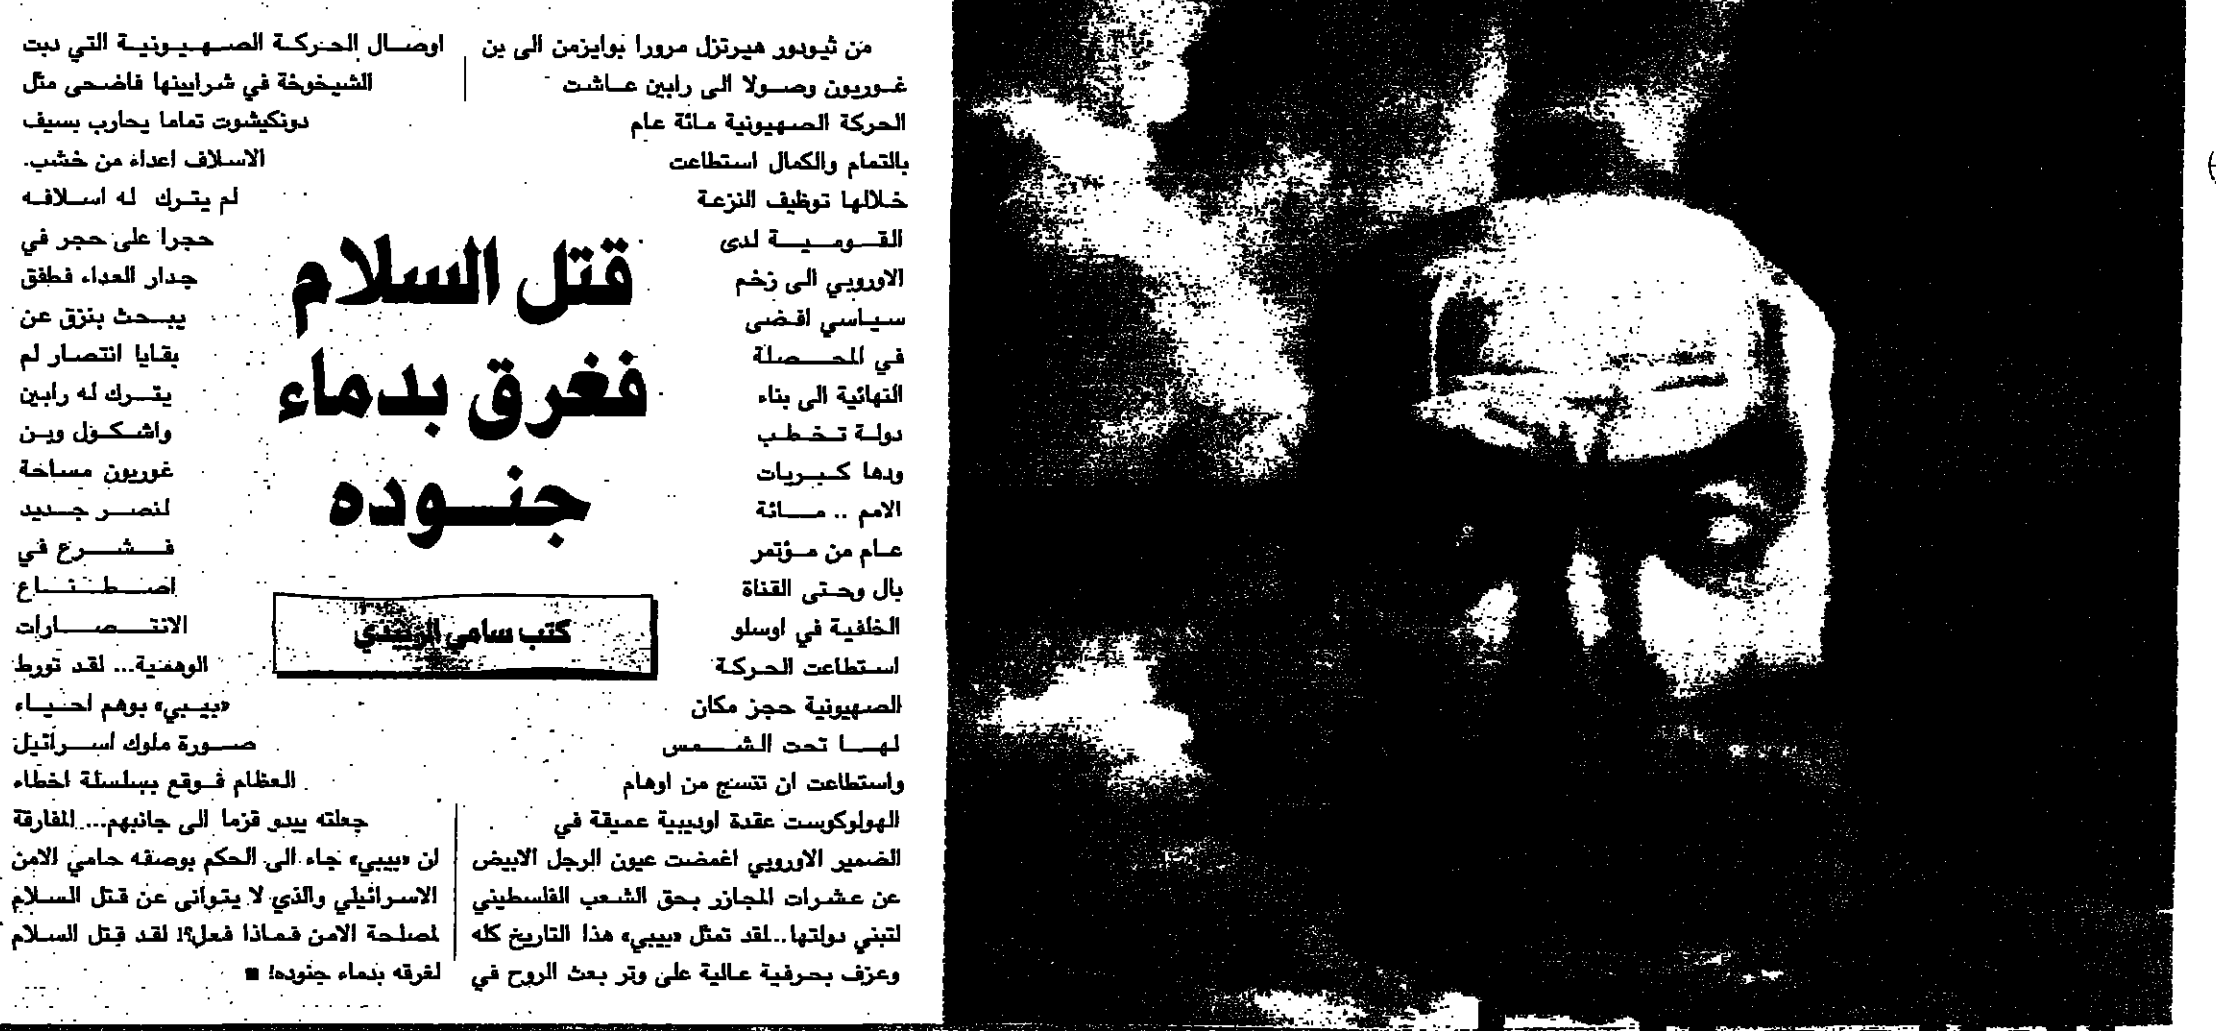 قتل السلام
فغرق بدماء
جنوده
كتب سامي الزبيدي
من ثيودور هيرتزل مرورا بوايزمن الى بن
غوريون وصولا الى رابين عاشت
الحركة الصهيونية مائة عام
بالتمام والكمال استطاعت
خلالها توظيف النزعة
القومية لدى
الاوروبي الى زخم
سياسي افضى
في المحصلة
النهائية الى بناء
دولة تخطب
ودها كبريات
الامم .. مائة
عام من مؤتمر
بال وحتى القناة
الخلفية في اوسلو
استطاعت الحركة
الصهيونية حجز مكان
لها تحت الشمس
واستطاعت ان تنسج من اوهام
الهولوكوست عقدة اوديبية عميقة في
الضمير الاوروبي اغمضت عيون الرجل الابيض
عن عشرات المجازر بحق الشعب الفلسطيني
لتبني دولتها..لقد تمثل «بيبي» هذا التاريخ كله
وعزف بحرفية عالية على وتر بعث الروح في
اوصال الحركة الصهيونية التي دبت
الشيخوخة في شرايينها فاضحى مثل
دونكيشوت تماما يحارب بسيف
الاسلاف اعداء من خشب.
لم يترك له اسلافه
حجرا على حجر في
جدار العداء فطفق
يبحث بنزق عن
بقايا انتصار لم
يترك له رابين
واشكول وبن
غوريون مساحة
لنصر جديد
فشرع في
اصطناع
الانتصارات
الوهمية... لقد تورط
«بيبي» بوهم احياء
صورة ملوك اسرائيل
العظام فوقع بسلسلة اخطاء
جعلته يبدو قزما الى جانبهم... المفارقة
ان «بيبي» جاء الى الحكم بوصفه حامي الامن
الاسرائيلي والذي لا يتوانى عن قتل السلام
لمصلحة الامن فماذا فعل؟! لقد قتل السلام
لغرقه بدماء جنوده! ■